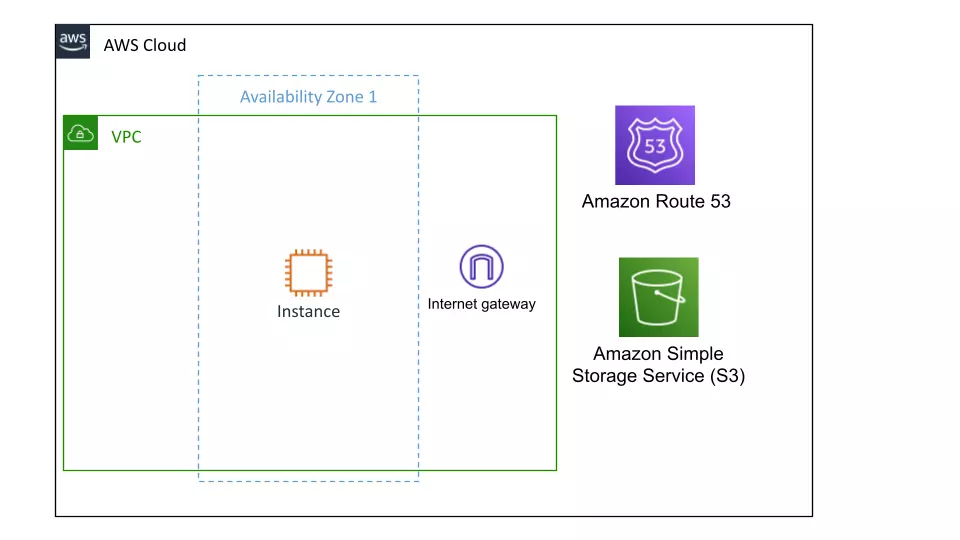 aws
AWS Cloud
Availability Zone 1
VPC
53
Amazon Route 53
Instance
Internet gateway
Amazon Simple
Storage Service (S3)